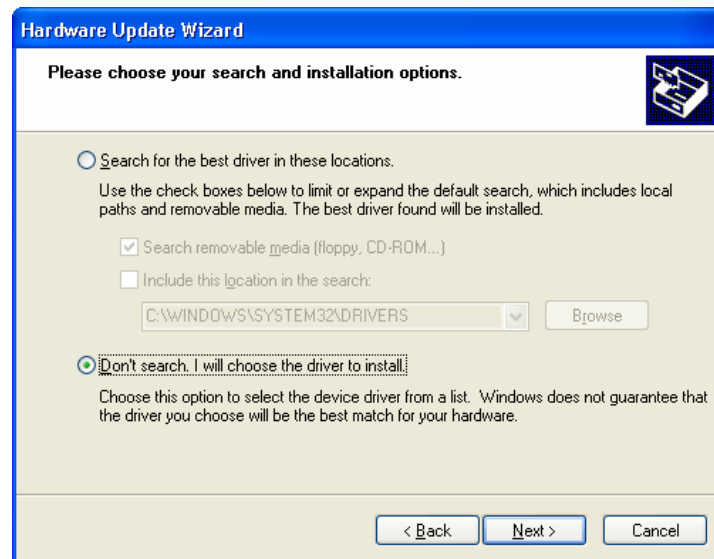 Hardware Update Wizard
Please choose your search and installation options.
Search for the best driver in these locations.
Use the check boxes below to limit or expand the default search, which includes local
paths and removable media. The best driver found will be installed.
Search removable media (floppy, CD-ROM...)
Include this location in the search:
C:\WINDOWS\SYSTEM32\DRIVERS
Browse
Don't search. I will choose the driver to install.
Choose this option to select the device driver from a list.  Windows does not guarantee that
the driver you choose will be the best match for your hardware.
< Back
Next >
Cancel